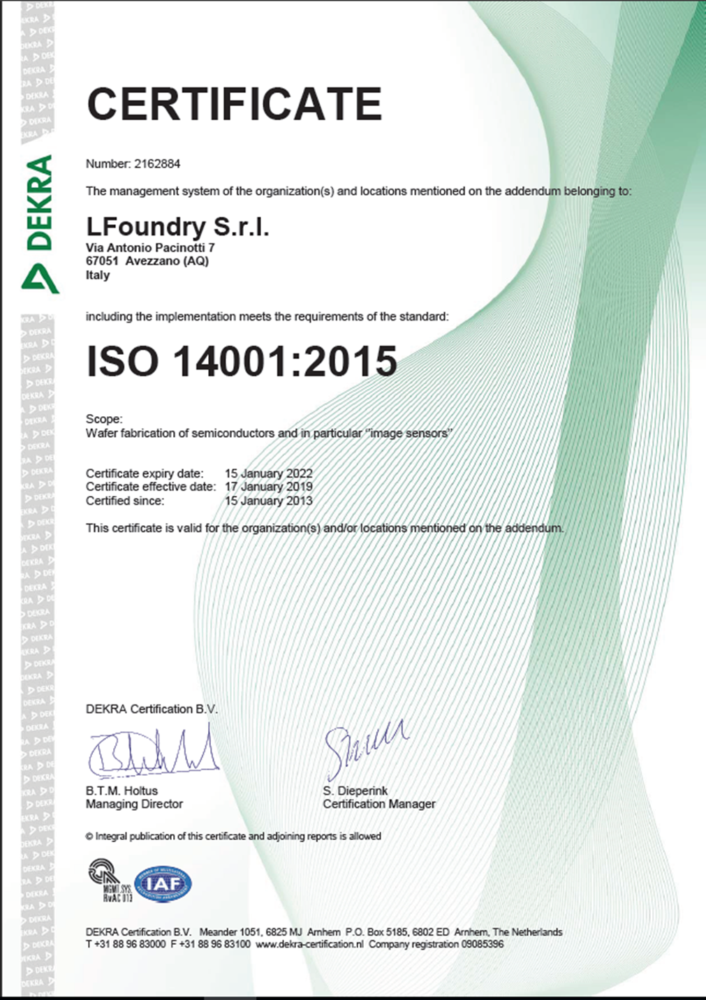 CERTIFICATE
Number: 2162884
The management system of the organization(s) and locations mentioned on the addendum belonging to:
DEKRA
LFoundry S.r.l.
Via Antonio Pacinotti 7
67051 Avezzano (AQ)
Italy
including the implementation meets the requirements of the standard:
ISO 14001:2015
Scope:
Wafer fabrication of semiconductors and in particular “image sensors”
Certificate expiry date: 15 January 2022
Certificate effective date: 17 January 2019
Certified since: 15 January 2013
This certificate is valid for the organization(s) and/or locations mentioned on the addendum.
DEKRA Certification B.V.
B.T.M. Holtus
Managing Director
S. Dieperink
Certification Manager
© Integral publication of this certificate and adjoining reports is allowed
MGMT.SYS.
RvAC 013
IAF
DEKRA Certification B.V. Meander 1051, 6825 MJ Arnhem P.O. Box 5185, 6802 ED Arnhem, The Netherlands
T +31 88 96 83000 F +31 88 96 83100 www.dekra-certification.nl Company registration 09085396